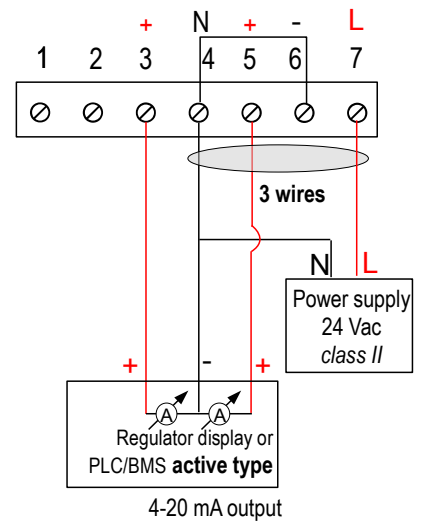 + N + - L
1 2 3 4 5 6 7
3 wires
N L
Power supply
24 Vac
class II
+ - +
A A
Regulator display or
PLC/BMS active type
4-20 mA output